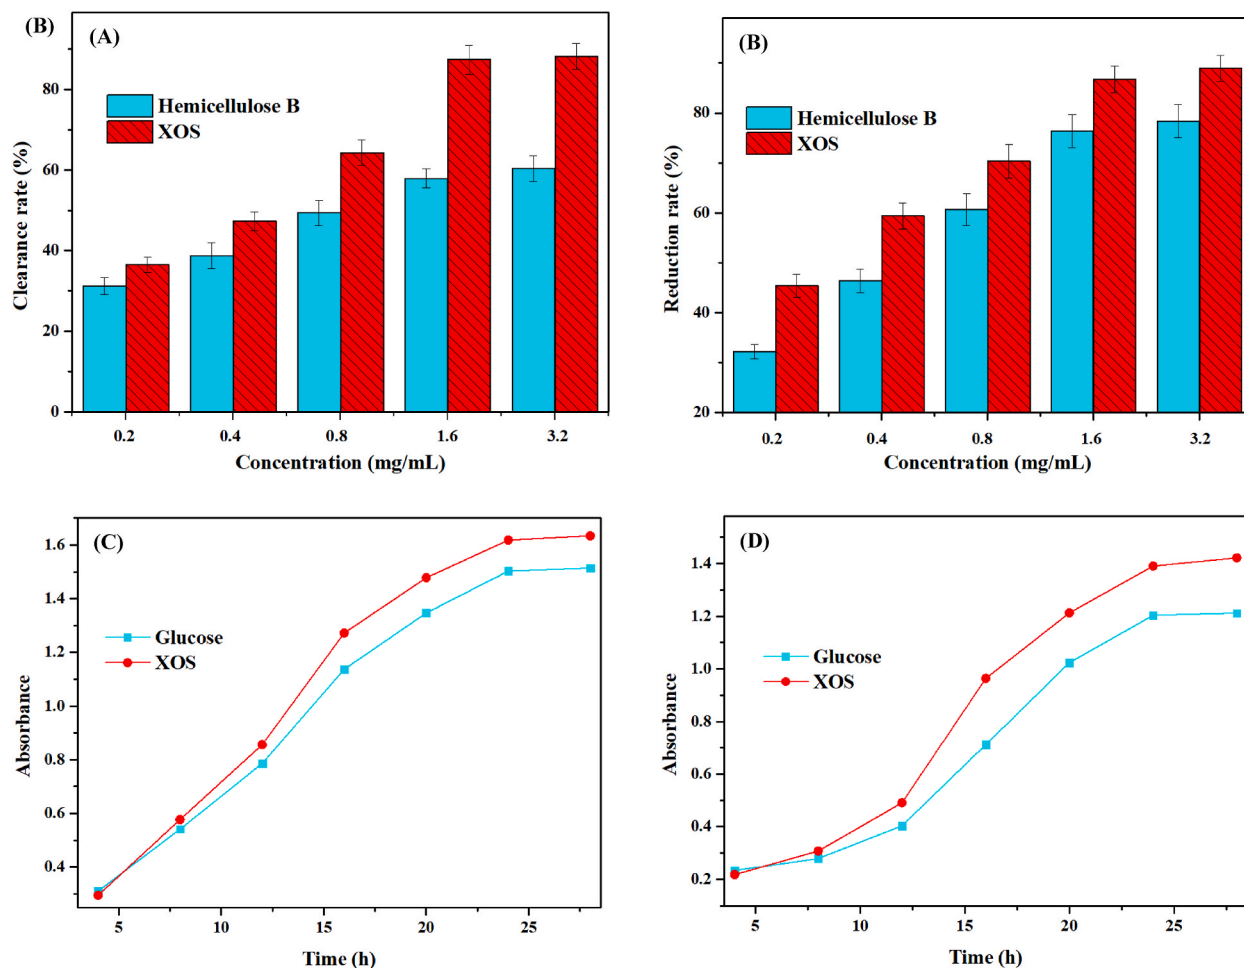 (B)
(A)
Hemicellulose B
XOS
Clearance rate (%)
80
60
40
20
0
0.2 0.4 0.8 1.6 3.2
Concentration (mg/mL)
(B)
Hemicellulose B
XOS
Reduction rate (%)
80
60
40
20
0.2 0.4 0.8 1.6 3.2
Concentration (mg/mL)
(C)
Glucose
XOS
Absorbance
1.6
1.4
1.2
1.0
0.8
0.6
0.4
5 10 15 20 25
Time (h)
(D)
Glucose
XOS
Absorbance
1.4
1.2
1.0
0.8
0.6
0.4
0.2
5 10 15 20 25
Time (h)